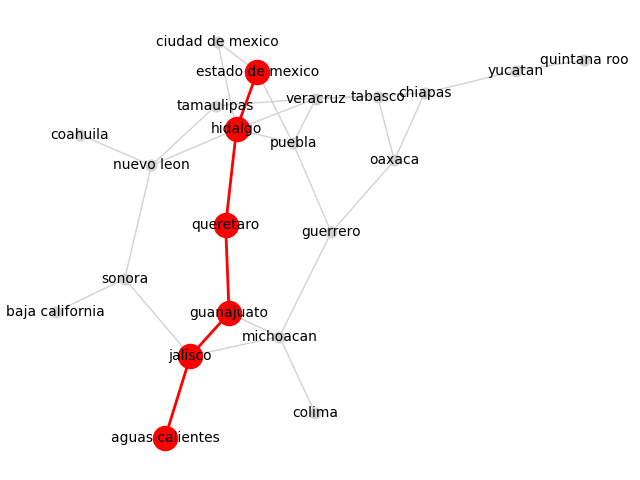 ciudad de mexico
quintana roo
estado de mexico
yucatan
chiapas
tabasco
veracruz
tamaulipas
hidalgo
coahuila
puebla
oaxaca
nuevo leon
queretaro
guerrero
sonora
baja california
guanajuato
michoacan
jalisco
colima
aguas calientes